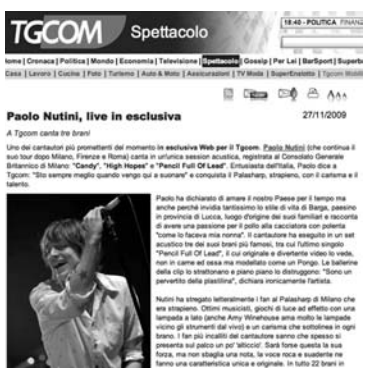 TGCOM Spettacolo
18:40 - POLITICA FINANZ
ome | Cronaca | Politica | Mondo | Economia | Televisione | Spettacolo | Gossip | Per Lei | BarSport | Superb
Casa | Lavoro | Cucina | Foto | Turismo | Auto & Moto | Assicurazioni | TV Moda | SuperEnalotto | Tgcom Mobil
Paolo Nutini, live in esclusiva 27/11/2009
A Tgcom canta tre brani
Uno dei cantautori più promettenti del momento in esclusiva Web per il Tgcom. Paolo Nutini (che continua il
suo tour dopo Milano, Firenze e Roma) canta in un'unica session acustica, registrata al Consolato Generale
Britannico di Milano: "Candy", "High Hopes" e "Pencil Full Of Lead". Entusiasta dell'Italia, Paolo dice a
Tgcom: "Sto sempre meglio quando vengo qui a suonare" e conquista il Palasharp, strapieno, con il carisma e il
talento.
Paolo ha dichiarato di amare il nostro Paese per il tempo ma
anche perché invidia tantissimo lo stile di vita di Barga, paesino
in provincia di Lucca, luogo d'origine dei suoi familiari e racconta
di avere una passione per il pollo alla cacciatora con polenta
"come lo faceva mia nonna". Il cantautore ha eseguito in set
acustico tre dei suoi brani più famosi, tra cui l'ultimo singolo
"Pencil Full Of Lead", il cui originale e divertente video lo vede,
non in carne ed ossa ma modellato come un Pongo. Le ballerine
della clip lo strattonano e piano piano lo distruggono: "Sono un
pervertito della plastilina", dichiara ironicamente l'artista.
Nutini ha stregato letteralmente i fan al Palasharp di Milano che
era strapieno. Ottimi musicisti, giochi di luce ad effetto con una
lampada a lato (anche Amy Winehouse ama molto le lampade
vicino gli strumenti dal vivo) e un carisma che sottolinea in ogni
brano. I fan più incalliti del cantautore sanno che spesso si
presenta sul palco un po' 'alticcio'. Sarà forse questa la sua
forza, ma non sbaglia una nota, la voce roca e suadente ne
fanno una caratteristica unica e originale. In tutto 22 brani in